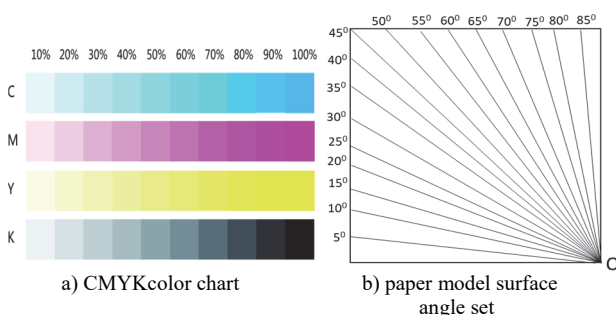 10% 20% 30% 40% 50% 60% 70% 80% 90% 100%
C
M
Y
K
a) CMYKcolor chart
45⁰ 50⁰ 55⁰ 60⁰ 65⁰ 70⁰ 75⁰ 80⁰ 85⁰
40⁰
35⁰
30⁰
25⁰
20⁰
15⁰
10⁰
5⁰
O
b) paper model surface
angle set